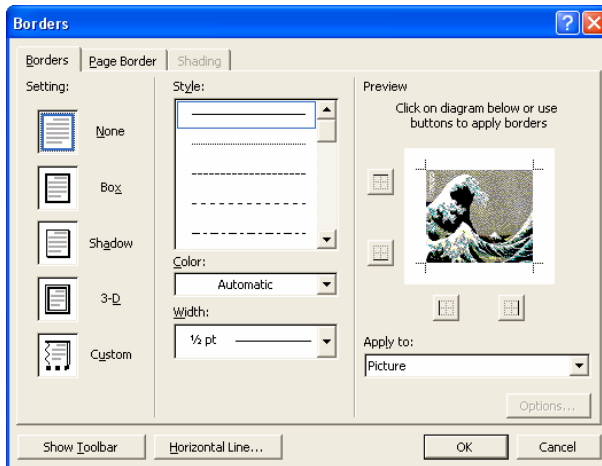 Borders
Borders Page Border Shading
Setting:
None
Box
Shadow
3-D
Custom
Style:
Color:
Automatic
Width:
½ pt
Preview
Click on diagram below or use
buttons to apply borders
Apply to:
Picture
Options...
Show Toolbar Horizontal Line... OK Cancel